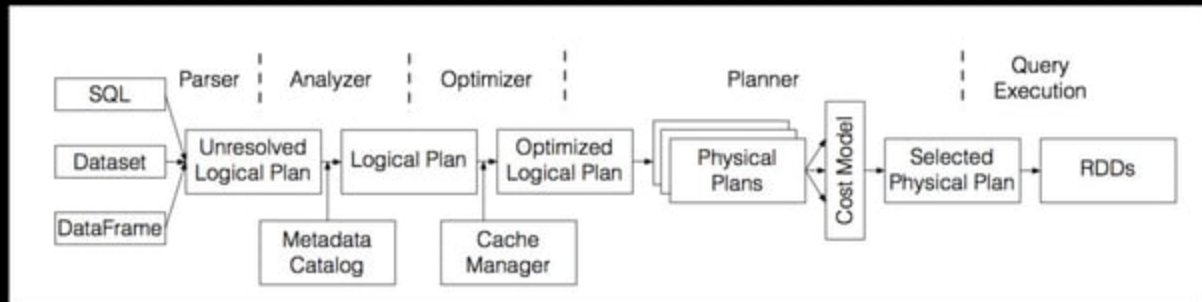 Parser
Analyzer
Optimizer
Planner
Query
Execution
SQL
Dataset
DataFrame
Unresolved
Logical Plan
Logical Plan
Optimized
Logical Plan
Physical
Plans
Cost Model
Selected
Physical Plan
RDDs
Metadata
Catalog
Cache
Manager